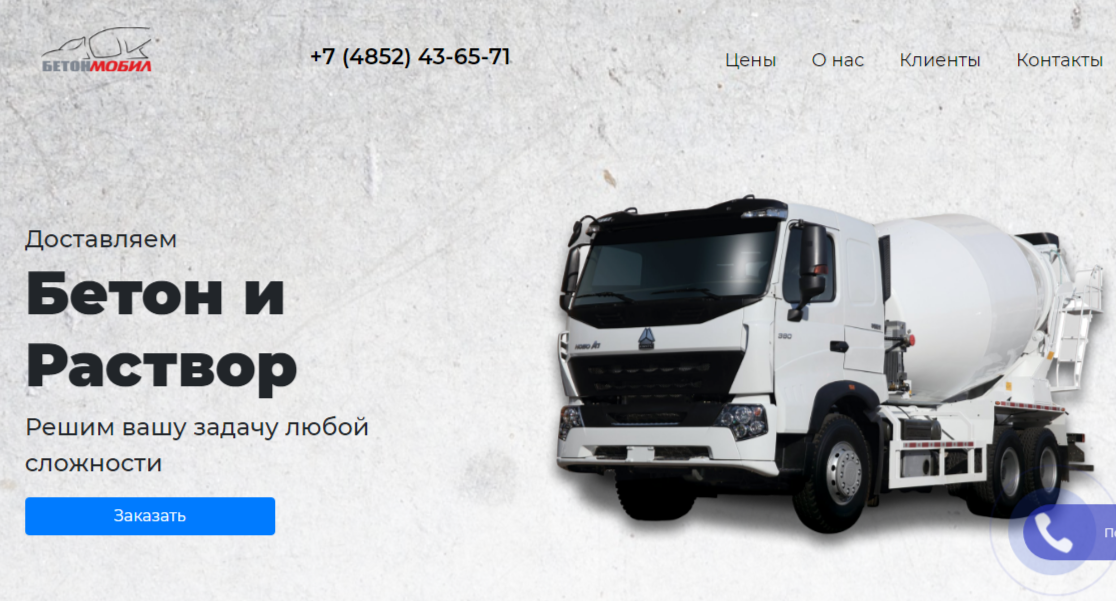 БЕТОНМОБИЛ
+7 (4852) 43-65-71
Цены О нас Клиенты Контакты
Доставляем
Бетон и
Раствор
Решим вашу задачу любой
сложности
Заказать
HOWO A7
380